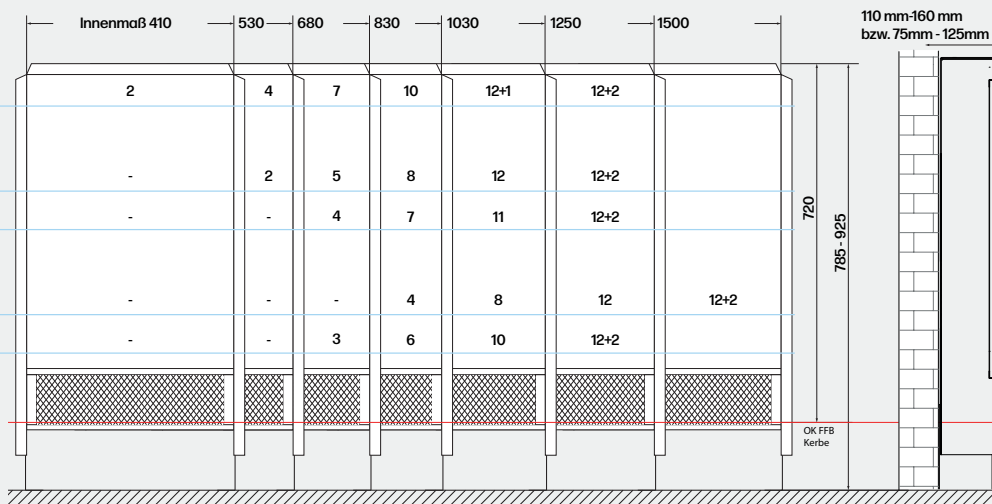 Innenmaß 410 530 680 830 1030 1250 1500
110 mm-160 mm
bzw. 75mm - 125mm
2 4 7 10 12+1 12+2
- 2 5 8 12 12+2
- - 4 7 11 12+2
720
785 - 925
- - - 4 8 12 12+2
- - 3 6 10 12+2
OK FFB
Kerbe